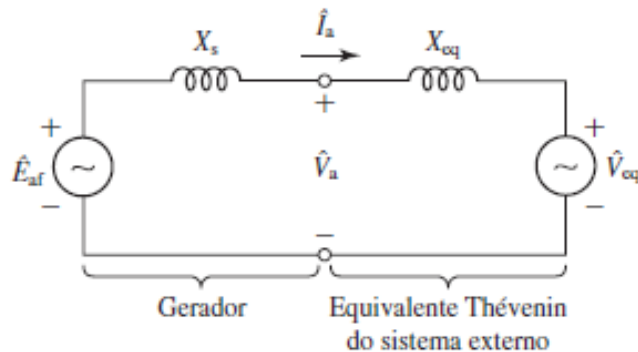 Î_a
X_s
X_eq
+
+
+
Ê_af
~
V̂_a
~
V̂_eq
−
−
−
Gerador
Equivalente Thévenin
do sistema externo